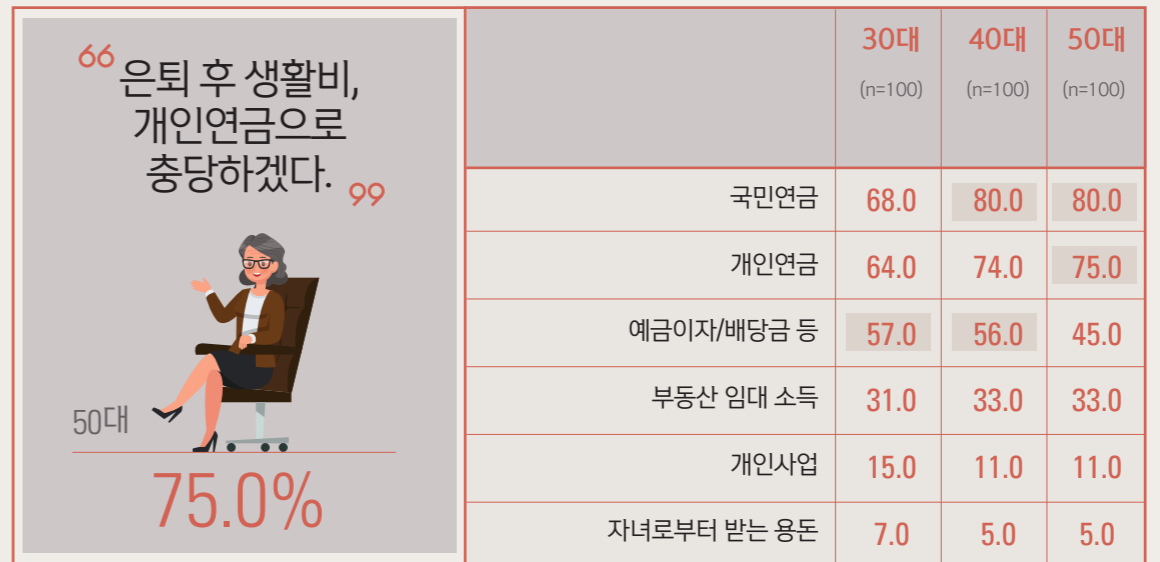 “은퇴 후 생활비,
개인연금으로
충당하겠다.”
50대
75.0%
30대 40대 50대
(n=100) (n=100) (n=100)
국민연금 68.0 80.0 80.0
개인연금 64.0 74.0 75.0
예금이자/배당금 등 57.0 56.0 45.0
부동산 임대 소득 31.0 33.0 33.0
개인사업 15.0 11.0 11.0
자녀로부터 받는 용돈 7.0 5.0 5.0